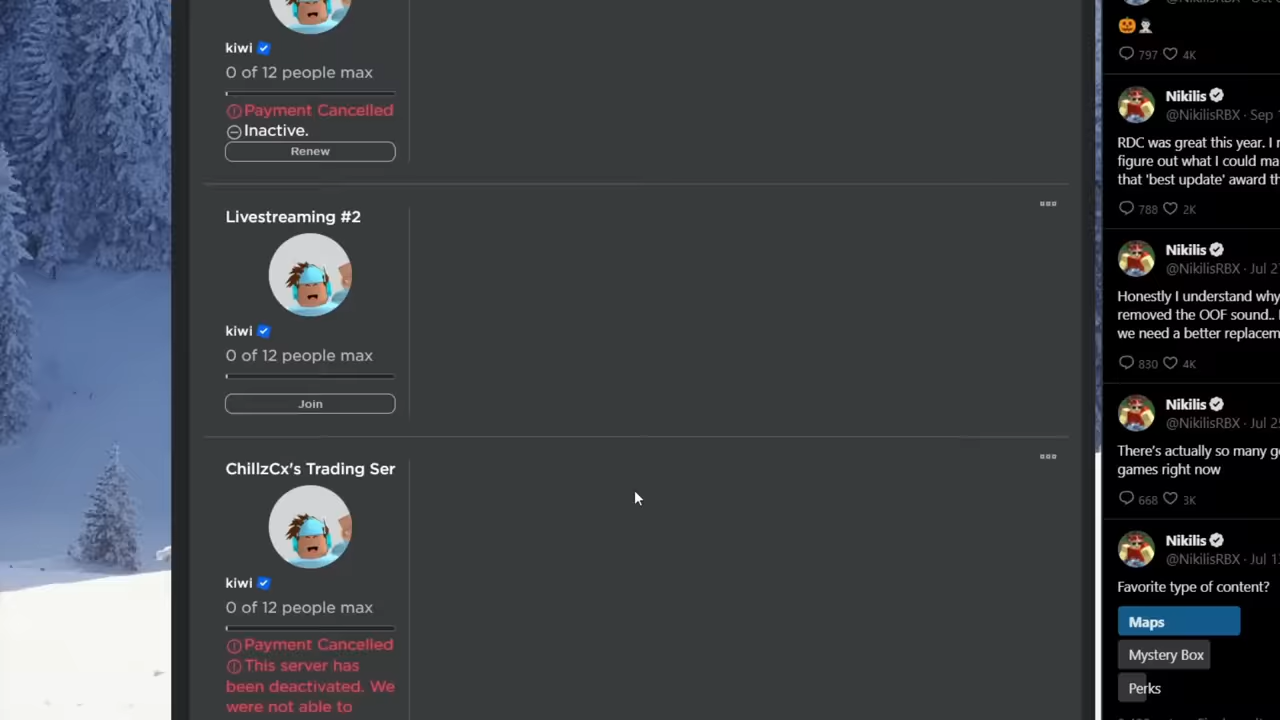 kiwi
0 of 12 people max
Payment Cancelled
Inactive.
Renew
Livestreaming #2
kiwi
0 of 12 people max
Join
ChillzCx's Trading Ser
kiwi
0 of 12 people max
Payment Cancelled
This server has
been deactivated. We
were not able to
797 4K
Nikilis
@NikilisRBX · Sep
RDC was great this year. I
figure out what I could ma
that 'best update' award th
788 2K
Nikilis
@NikilisRBX · Jul 2
Honestly I understand why
removed the OOF sound..
we need a better replacem
830 4K
Nikilis
@NikilisRBX · Jul 2
There's actually so many g
games right now
668 3K
Nikilis
@NikilisRBX · Jul 1
Favorite type of content?
Maps
Mystery Box
Perks